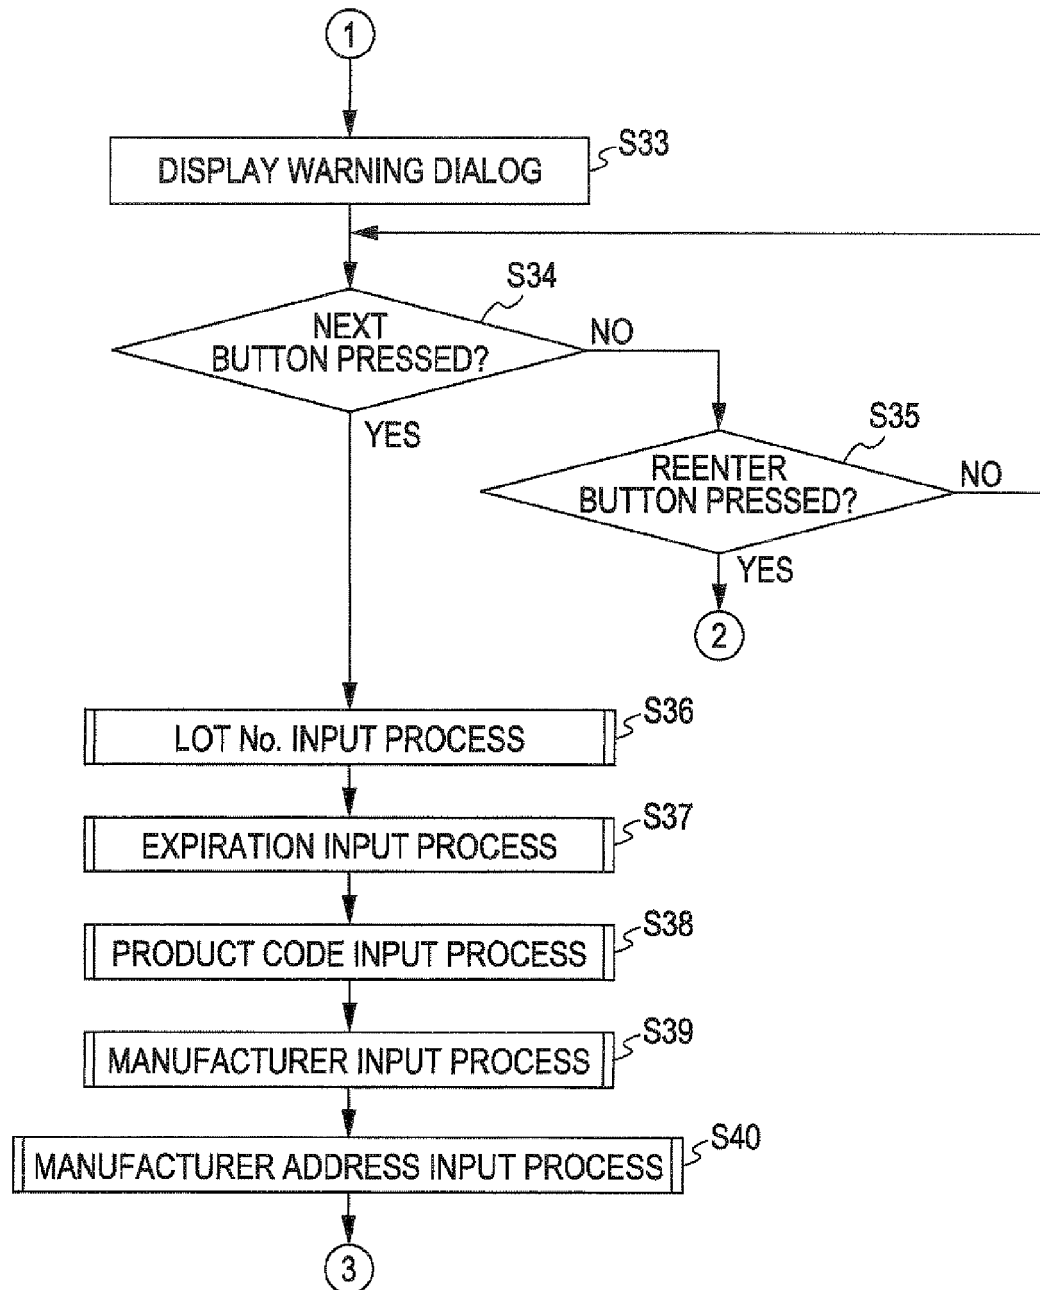 1
S33
DISPLAY WARNING DIALOG
S34
NEXT
BUTTON PRESSED?
NO
YES
S35
REENTER
BUTTON PRESSED?
NO
YES
2
S36
LOT No. INPUT PROCESS
S37
EXPIRATION INPUT PROCESS
S38
PRODUCT CODE INPUT PROCESS
S39
MANUFACTURER INPUT PROCESS
S40
MANUFACTURER ADDRESS INPUT PROCESS
3